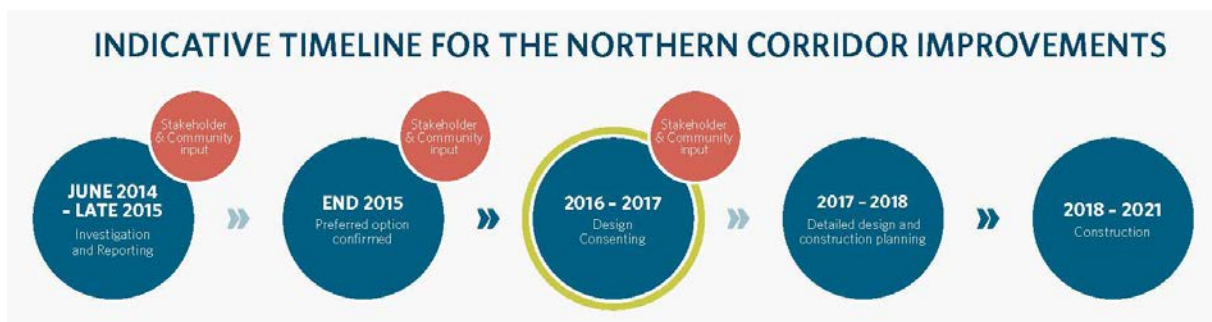 INDICATIVE TIMELINE FOR THE NORTHERN CORRIDOR IMPROVEMENTS
Stakeholder
& Community
input
JUNE 2014
– LATE 2015
Investigation
and Reporting
Stakeholder
& Community
input
END 2015
Preferred option
confirmed
Stakeholder
& Community
input
2016 – 2017
Design
Consenting
2017 – 2018
Detailed design and
construction planning
2018 – 2021
Construction